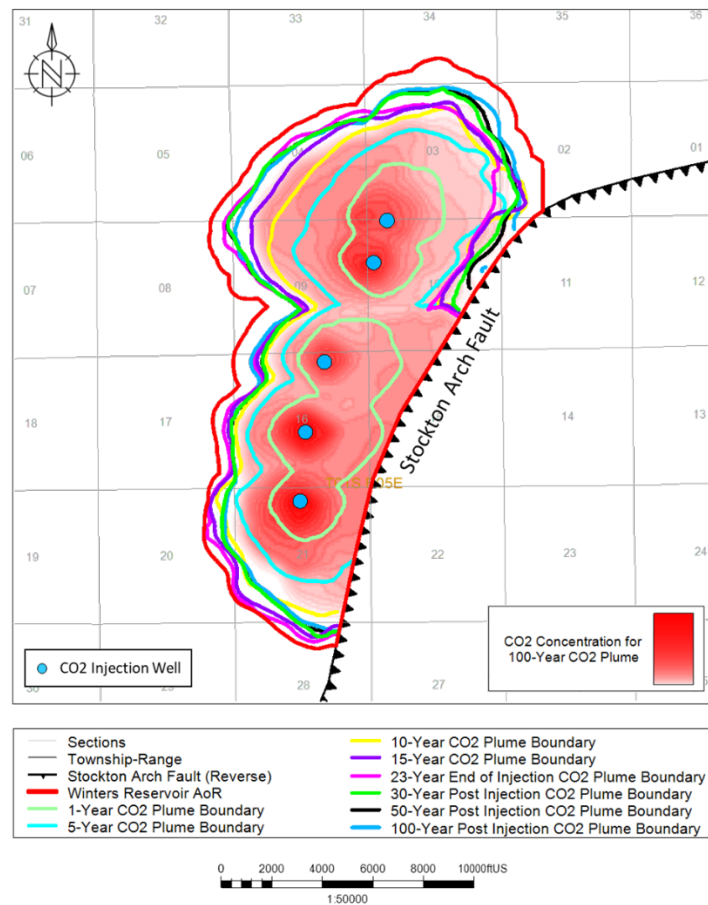 31 32 33 34 35 36
N
06 05 04 03 02 01
07 08 09 10 11 12
18 17 16 14 13
Stockton Arch Fault
19 20 21 22 23 24
28 27
CO2 Concentration for
100-Year CO2 Plume
CO2 Injection Well
Sections
Township-Range
Stockton Arch Fault (Reverse)
Winters Reservoir AoR
1-Year CO2 Plume Boundary
5-Year CO2 Plume Boundary
10-Year CO2 Plume Boundary
15-Year CO2 Plume Boundary
23-Year End of Injection CO2 Plume Boundary
30-Year Post Injection CO2 Plume Boundary
50-Year Post Injection CO2 Plume Boundary
100-Year Post Injection CO2 Plume Boundary
0 2000 4000 6000 8000 10000ftUS
1:50000